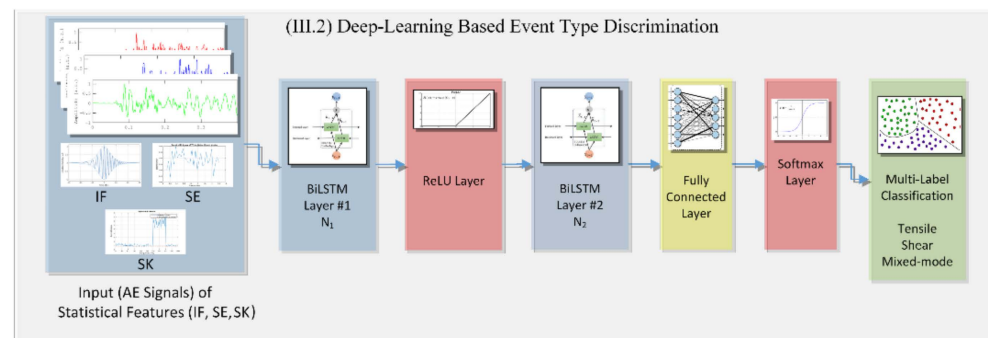 (III.2) Deep-Learning Based Event Type Discrimination
IF
SE
SK
Input (AE Signals) of
Statistical Features (IF, SE,SK)
BiLSTM
Layer #1
N₁
ReLU Layer
BiLSTM
Layer #2
N₂
Fully
Connected
Layer
Softmax
Layer
Multi-Label
Classification
Tensile
Shear
Mixed-mode